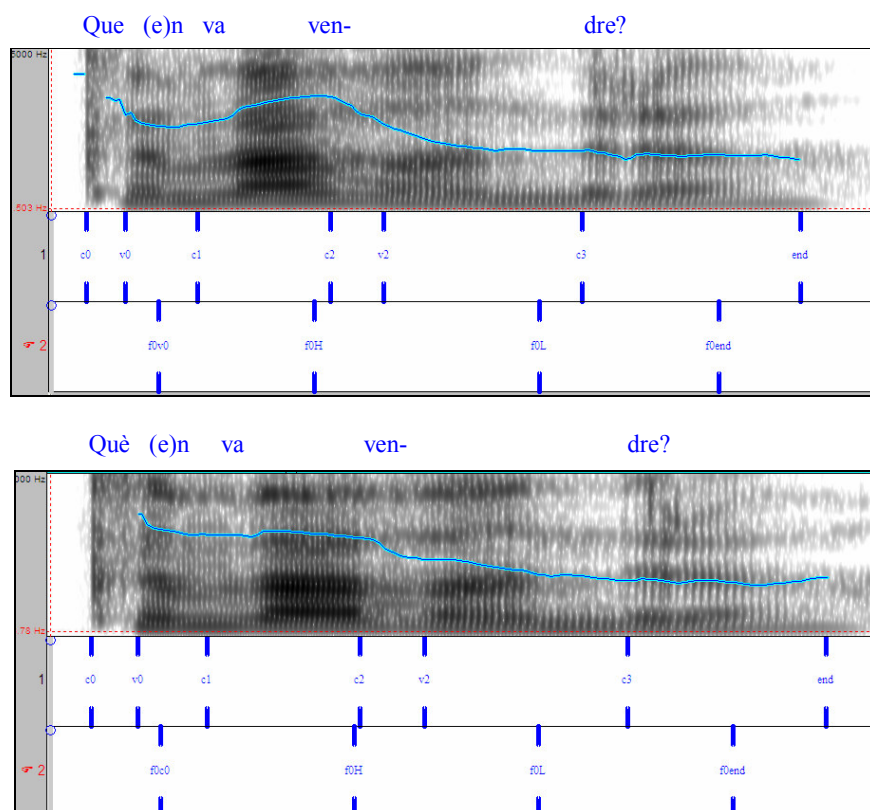 Que (e)n va ven- dre?
5000 Hz
503 Hz
1 c0 v0 c1 c2 v2 c3 end
2 f0v0 f0H f0L f0end
Què (e)n va ven- dre?
000 Hz
.76 Hz
1 c0 v0 c1 c2 v2 c3 end
2 f0c0 f0H f0L f0end